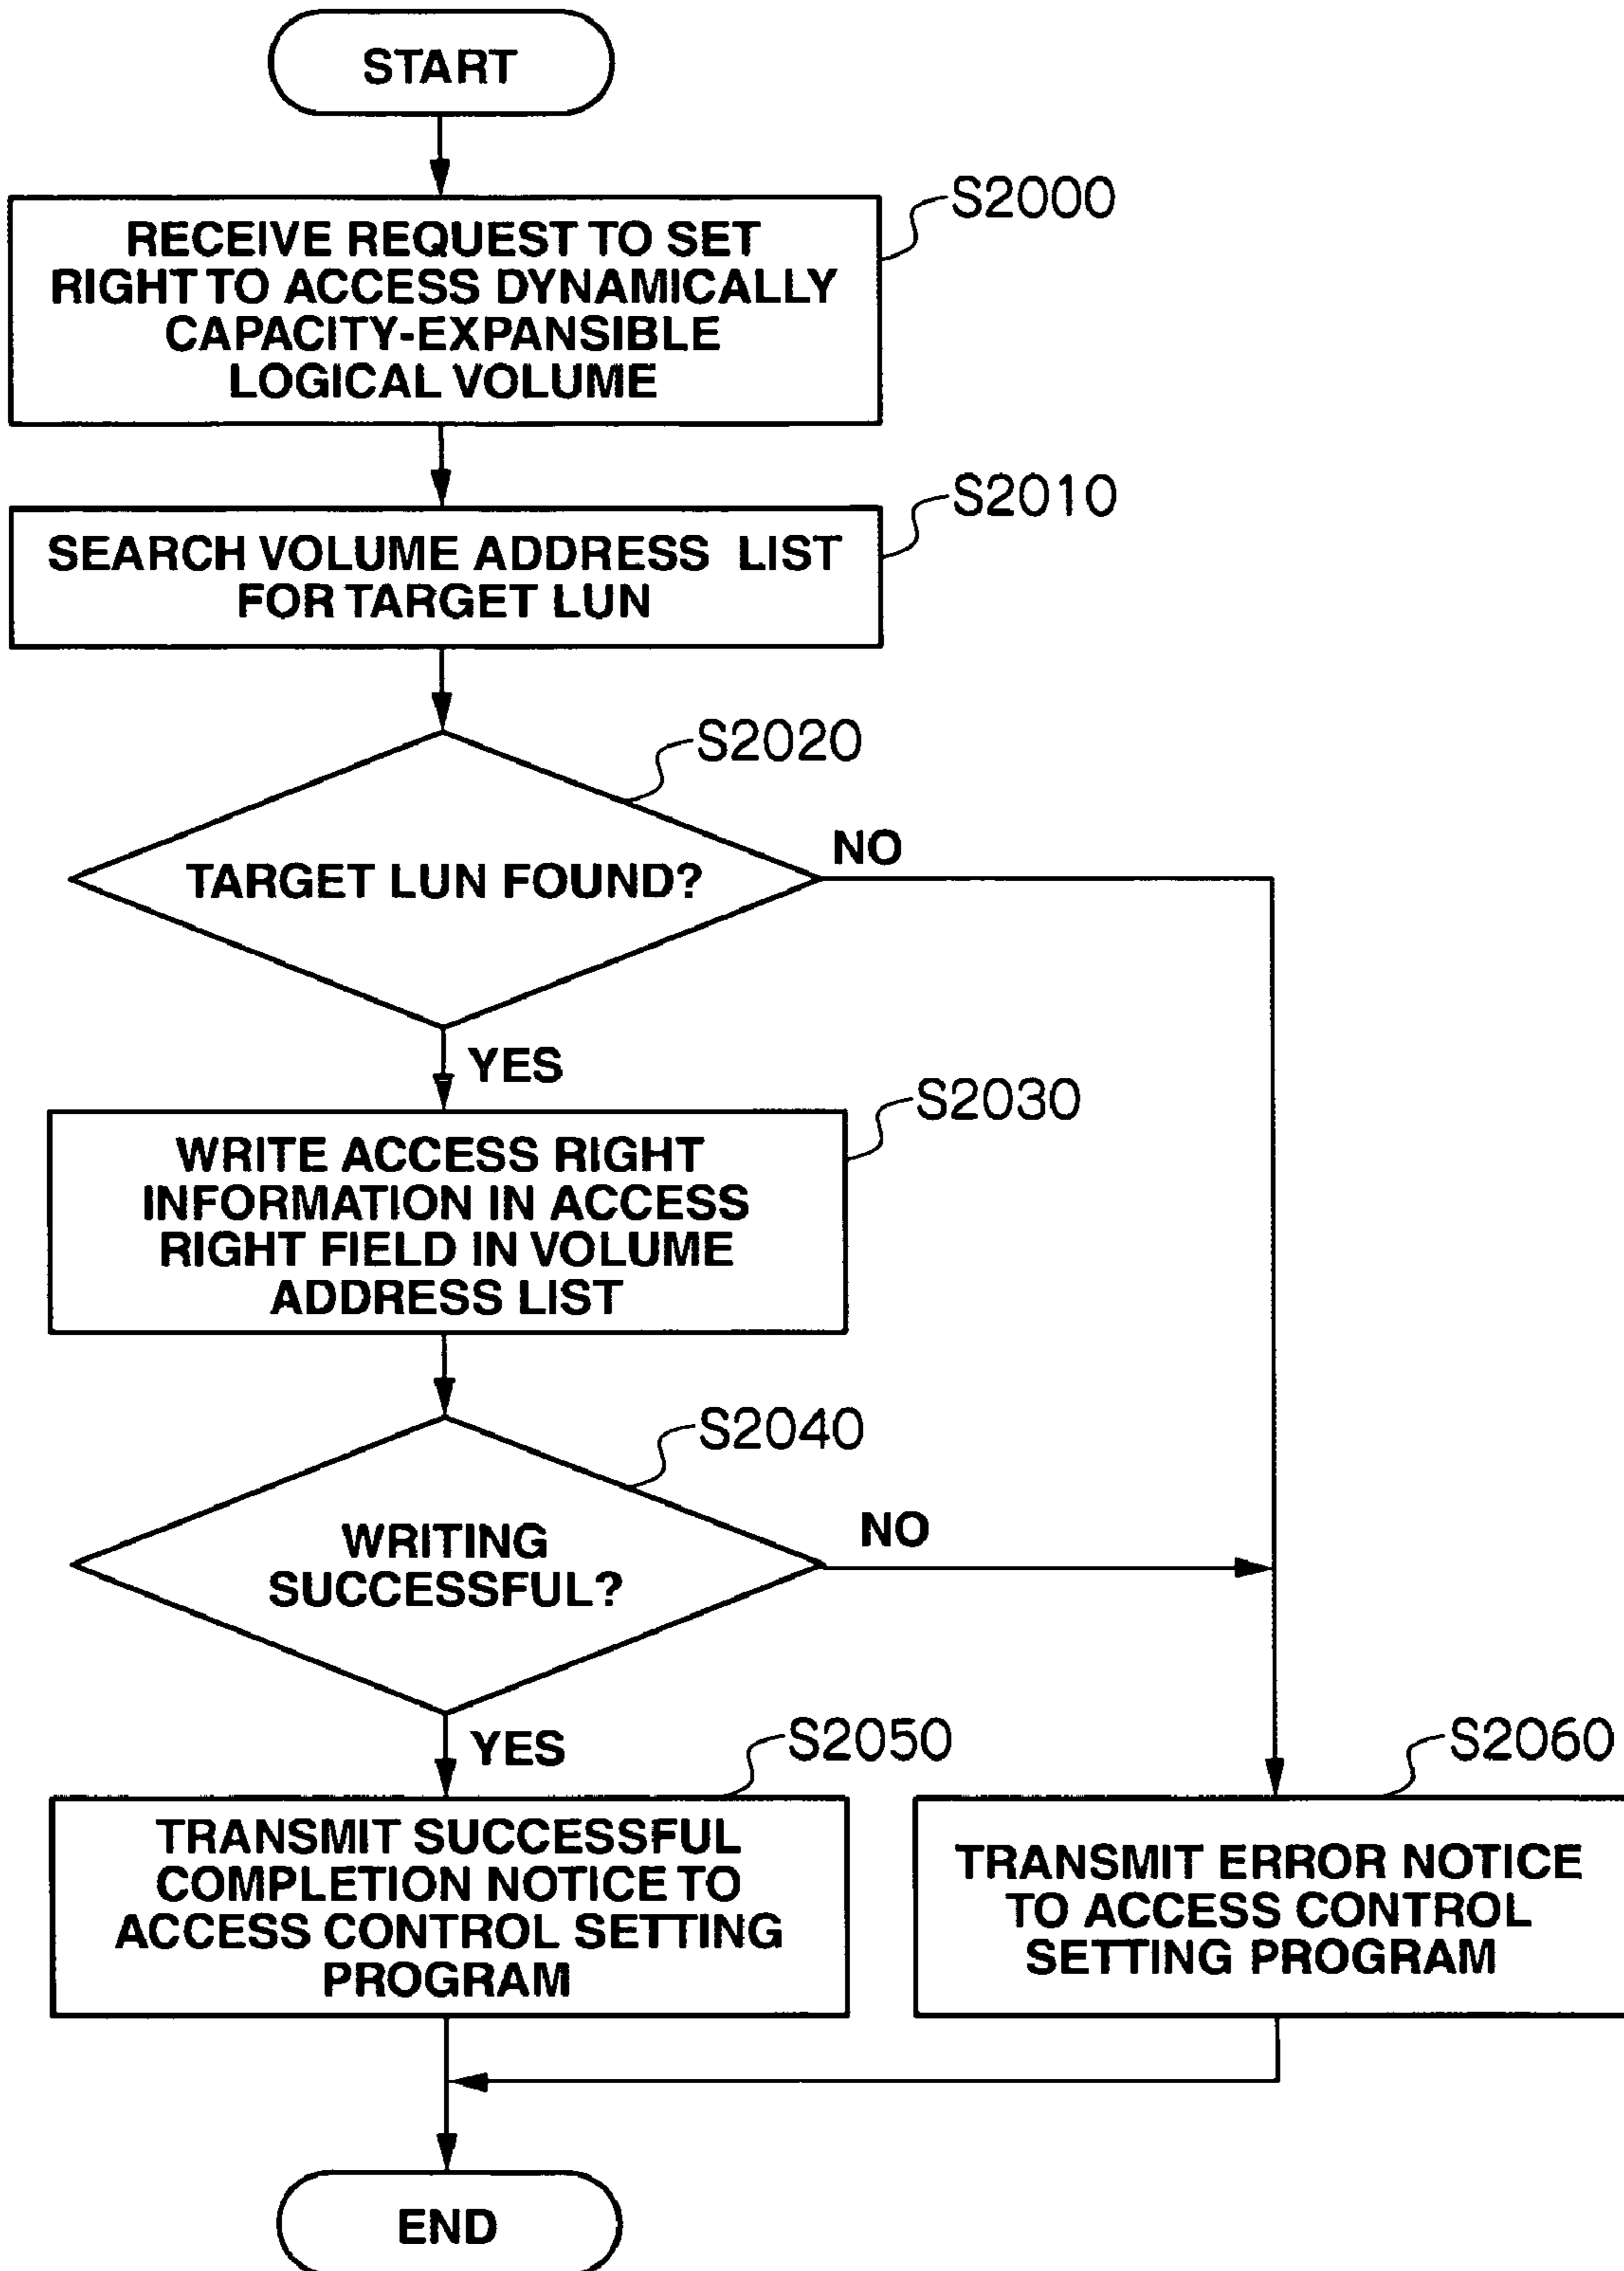 START
S2000
RECEIVE REQUEST TO SET
RIGHT TO ACCESS DYNAMICALLY
CAPACITY-EXPANSIBLE
LOGICAL VOLUME
S2010
SEARCH VOLUME ADDRESS LIST
FOR TARGET LUN
S2020
TARGET LUN FOUND?
NO
YES
S2030
WRITE ACCESS RIGHT
INFORMATION IN ACCESS
RIGHT FIELD IN VOLUME
ADDRESS LIST
S2040
WRITING
SUCCESSFUL?
NO
YES
S2050
TRANSMIT SUCCESSFUL
COMPLETION NOTICE TO
ACCESS CONTROL SETTING
PROGRAM
S2060
TRANSMIT ERROR NOTICE
TO ACCESS CONTROL
SETTING PROGRAM
END